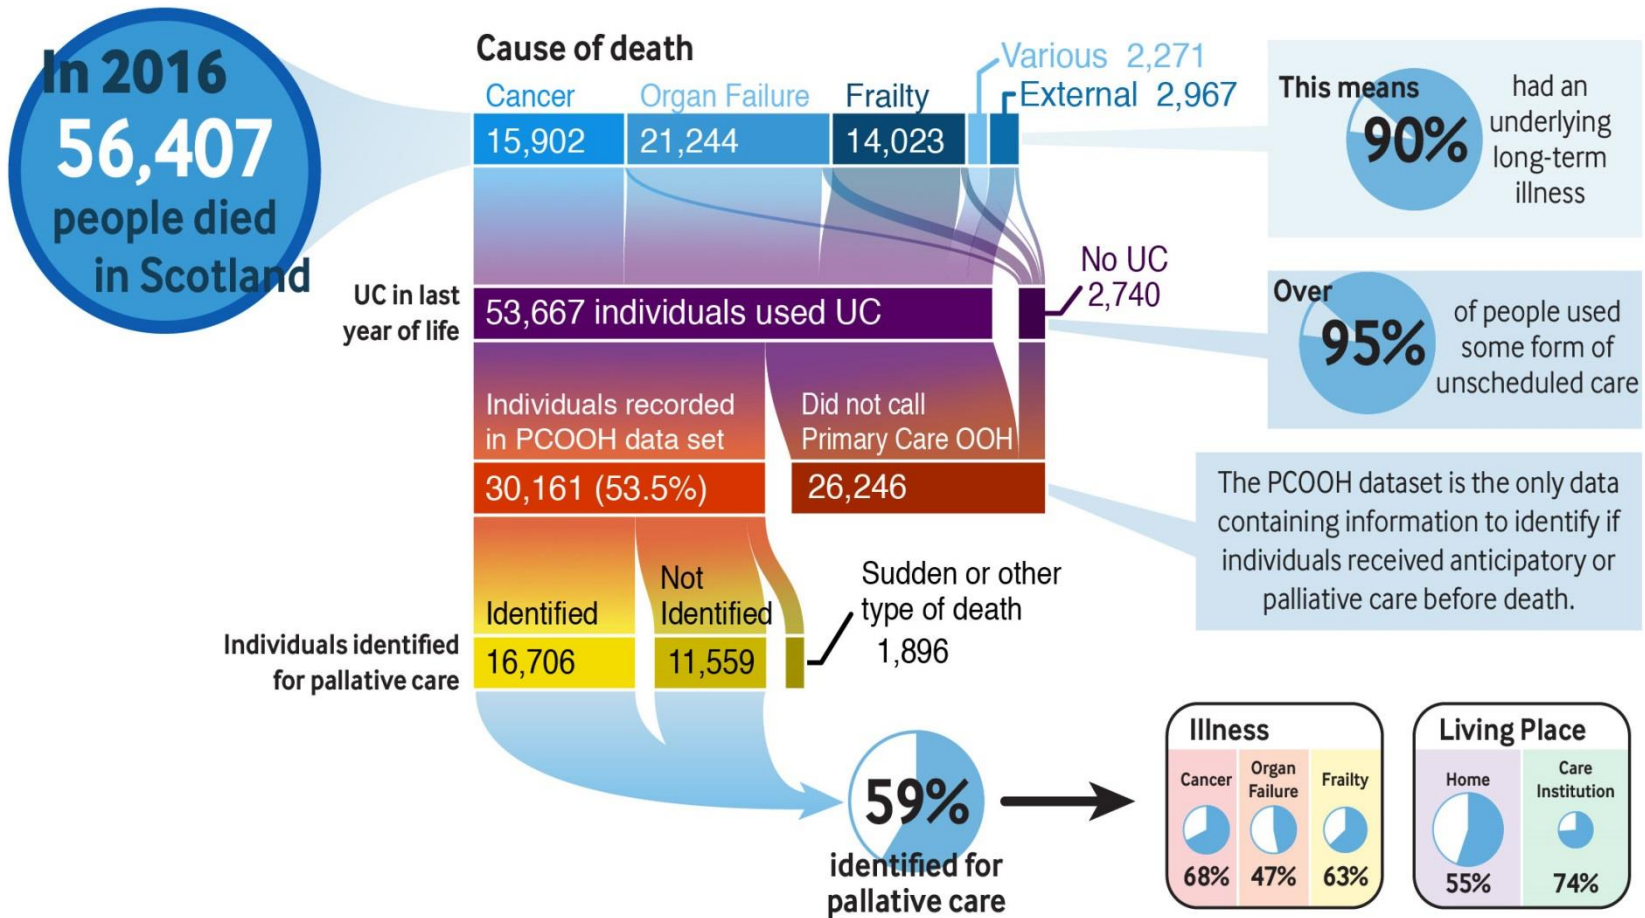 In 2016
56,407
people died
in Scotland
Cause of death
Cancer
Organ Failure
Frailty
Various 2,271
External 2,967
15,902
21,244
14,023
This means
90%
had an
underlying
long-term
illness
UC in last
year of life
53,667 individuals used UC
No UC
2,740
Over
95%
of people used
some form of
unscheduled care
Individuals recorded
in PCOOH data set
Did not call
Primary Care OOH
30,161 (53.5%)
26,246
The PCOOH dataset is the only data
containing information to identify if
individuals received anticipatory or
palliative care before death.
Identified
Not
Identified
Sudden or other
type of death
1,896
Individuals identified
for pallative care
16,706
11,559
59%
identified for
pallative care
Illness
Cancer
Organ
Failure
Frailty
68%
47%
63%
Living Place
Home
Care
Institution
55%
74%